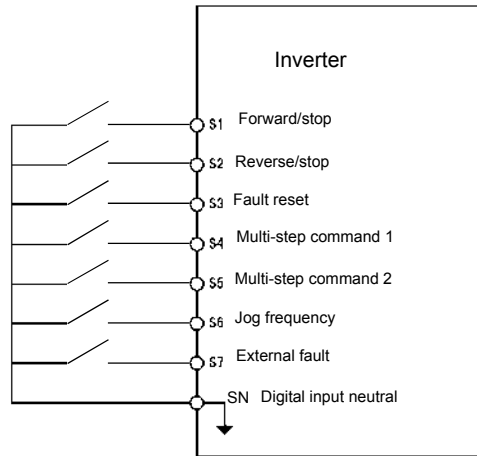 Inverter
S1 Forward/stop
S2 Reverse/stop
S3 Fault reset
S4 Multi-step command 1
S5 Multi-step command 2
S6 Jog frequency
S7 External fault
SN Digital input neutral